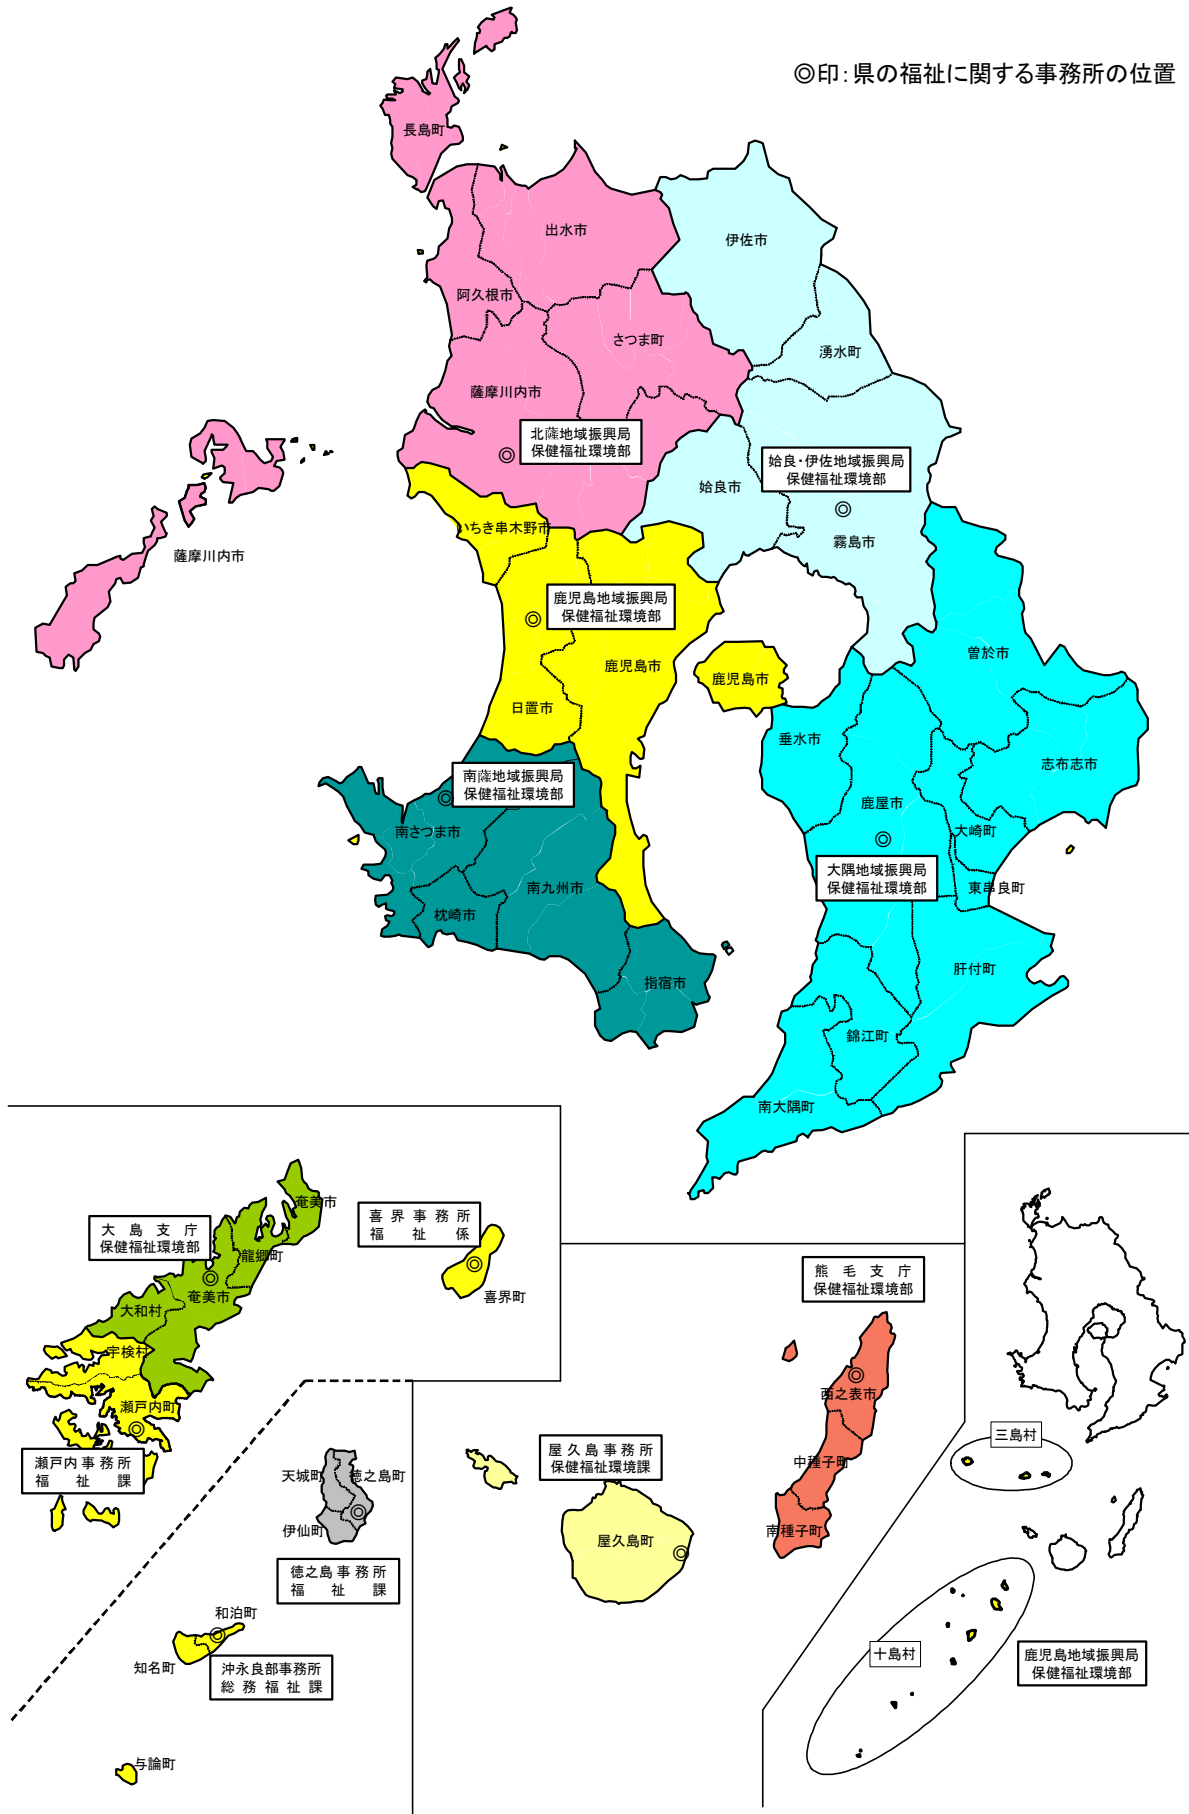 ◎印：県の福祉に関する事務所の位置
長島町
出水市
伊佐市
阿久根市
さつま町
湧水町
薩摩川内市
北薩地域振興局
保健福祉環境部
姶良・伊佐地域振興局
保健福祉環境部
姶良市
霧島市
いちき串木野市
薩摩川内市
鹿児島地域振興局
保健福祉環境部
鹿児島市
鹿児島市
曽於市
日置市
垂水市
志布志市
南薩地域振興局
保健福祉環境部
鹿屋市
南さつま市
大崎町
大隅地域振興局
保健福祉環境部
南九州市
東串良町
枕崎市
肝付町
指宿市
錦江町
南大隅町
奄美市
大島支庁
保健福祉環境部
喜界事務所
福祉係
龍郷町
奄美市
喜界町
大和村
宇検村
瀬戸内町
瀬戸内事務所
福祉課
熊毛支庁
保健福祉環境部
西之表市
中種子町
南種子町
三島村
屋久島事務所
保健福祉環境課
屋久島町
天城町
徳之島町
伊仙町
徳之島事務所
福祉課
和泊町
知名町
沖永良部事務所
総務福祉課
与論町
十島村
鹿児島地域振興局
保健福祉環境部